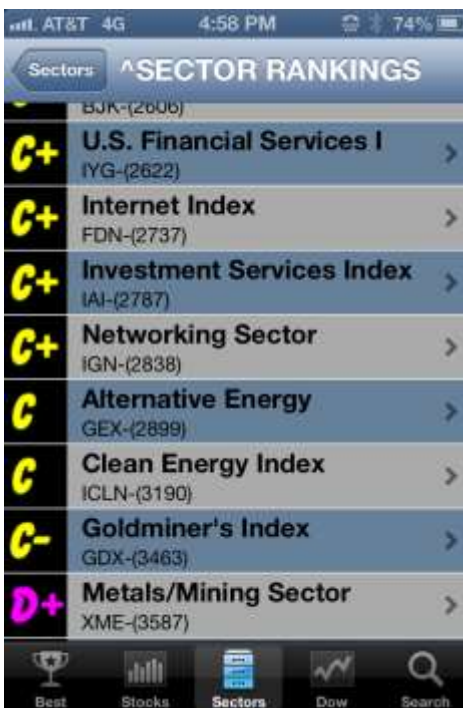 AT&T 4G 4:58 PM 74%
Sectors ^SECTOR RANKINGS
BJK-(2606)
C+ U.S. Financial Services I
IYG-(2622)
C+ Internet Index
FDN-(2737)
C+ Investment Services Index
IAI-(2787)
C+ Networking Sector
IGN-(2838)
C Alternative Energy
GEX-(2899)
C Clean Energy Index
ICLN-(3190)
C- Goldminer's Index
GDX-(3463)
D+ Metals/Mining Sector
XME-(3587)
Best Stocks Sectors Dow Search